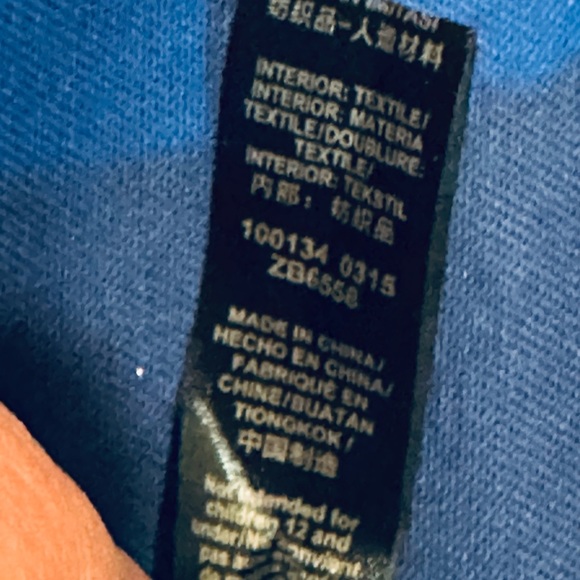 纺织品-人造材料
INTERIOR: TEXTILE/
INTERIOR: MATERIA
TEXTILE/DOUBLURE:
TEXTILE/
INTERIOR: TEKSTIL
内部: 纺织品
100134 0315
ZB6558
MADE IN CHINA/
HECHO EN CHINA/
FABRIQUÉ EN
CHINE/BUATAN
TIONGKOK/
中国制造
Not intended for
children 12 and
under/
pas